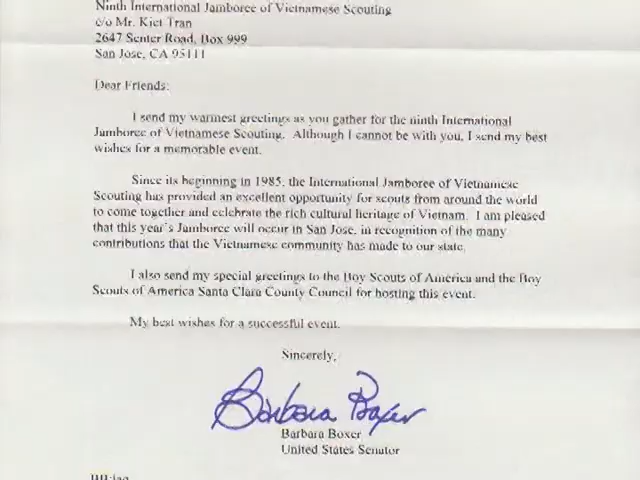 Ninth International Jamboree of Vietnamese Scouting
c/o Mr. Kiet Tran
2647 Senter Road, Box 999
San Jose, CA 95111
Dear Friends:
I send my warmest greetings as you gather for the ninth International
Jamboree of Vietnamese Scouting. Although I cannot be with you, I send my best
wishes for a memorable event.
Since its beginning in 1985, the International Jamboree of Vietnamese
Scouting has provided an excellent opportunity for scouts from around the world
to come together and celebrate the rich cultural heritage of Vietnam. I am pleased
that this year's Jamboree will occur in San Jose, in recognition of the many
contributions that the Vietnamese community has made to our state.
I also send my special greetings to the Boy Scouts of America and the Boy
Scouts of America Santa Clara County Council for hosting this event.
My best wishes for a successful event.
Sincerely,
Barbara Boxer
Barbara Boxer
United States Senator